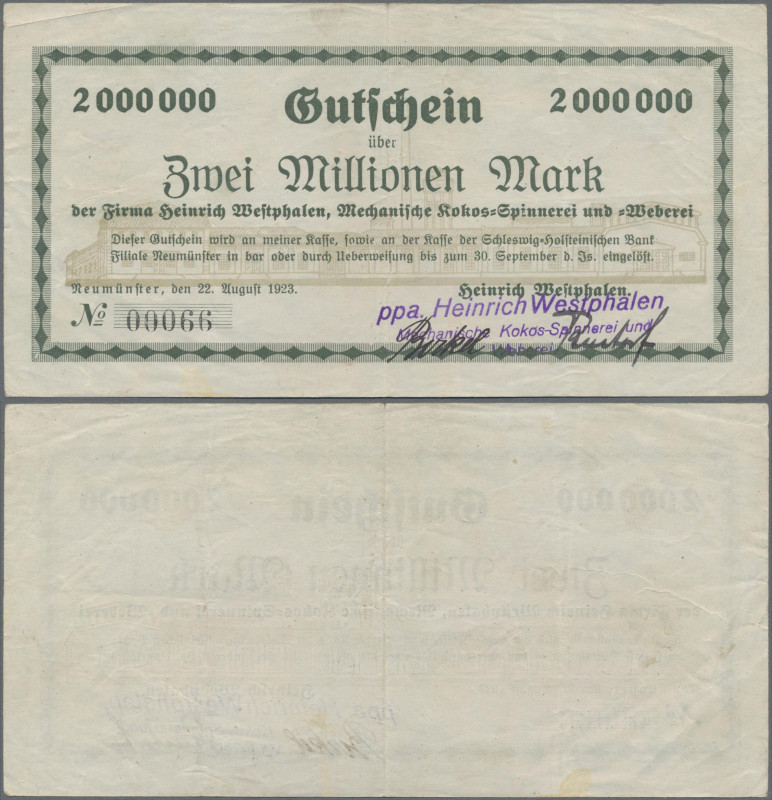 2000000 Gutschein 2000000
über
Zwei Millionen Mark
der Firma Heinrich Westphalen, Mechanische Kokos=Spinnerei und =Weberei
Dieser Gutschein wird an meiner Kasse, sowie an der Kasse der Schleswig=Holsteinischen Bank
Filiale Neumünster in bar oder durch Ueberweisung bis zum 30. September d. Js. eingelöst.
Neumünster, den 22. August 1923. Heinrich Westphalen.
ppa. Heinrich Westphalen
№ 00066
Mechanische Kokos-Spinnerei und
Weberei